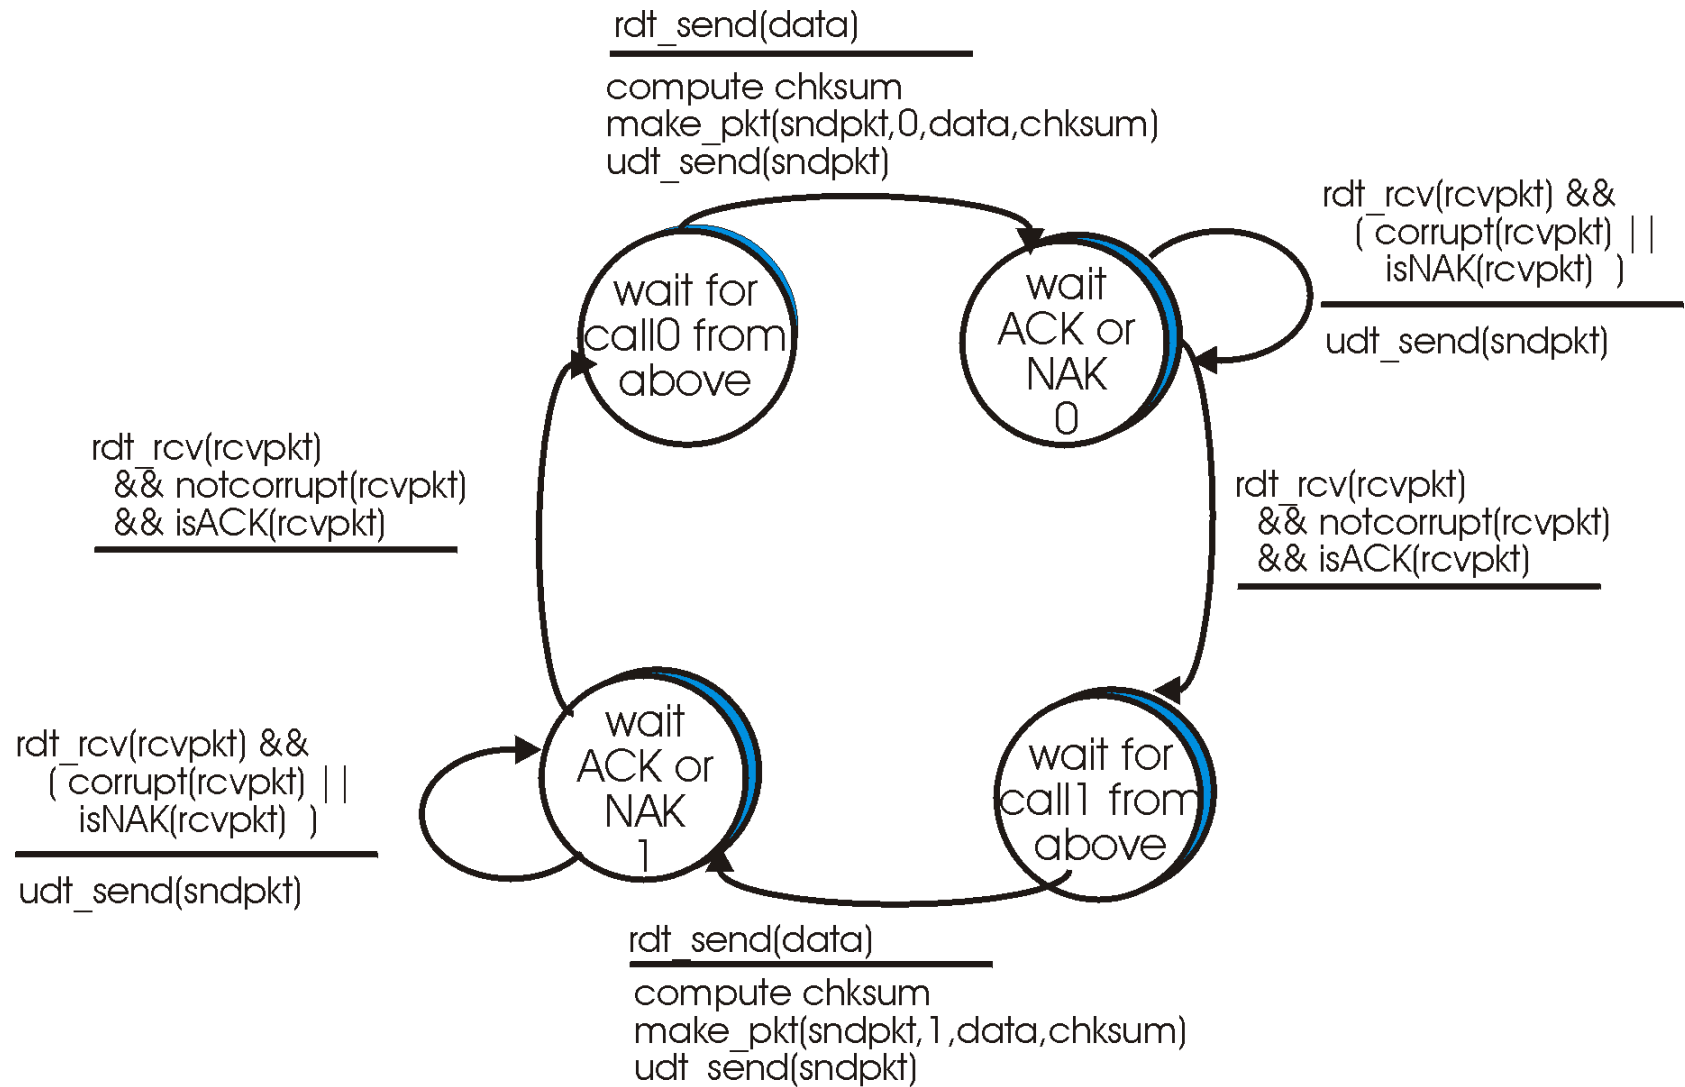 rdt_send(data)
compute chksum
make_pkt(sndpkt,0,data,chksum)
udt_send(sndpkt)
rdt_rcv(rcvpkt) &&
( corrupt(rcvpkt) ||
isNAK(rcvpkt) )
udt_send(sndpkt)
wait for
call0 from
above
wait
ACK or
NAK
0
rdt_rcv(rcvpkt)
&& notcorrupt(rcvpkt)
&& isACK(rcvpkt)
rdt_rcv(rcvpkt)
&& notcorrupt(rcvpkt)
&& isACK(rcvpkt)
rdt_rcv(rcvpkt) &&
( corrupt(rcvpkt) ||
isNAK(rcvpkt) )
udt_send(sndpkt)
wait
ACK or
NAK
1
wait for
call1 from
above
rdt_send(data)
compute chksum
make_pkt(sndpkt,1,data,chksum)
udt send(sndpkt)